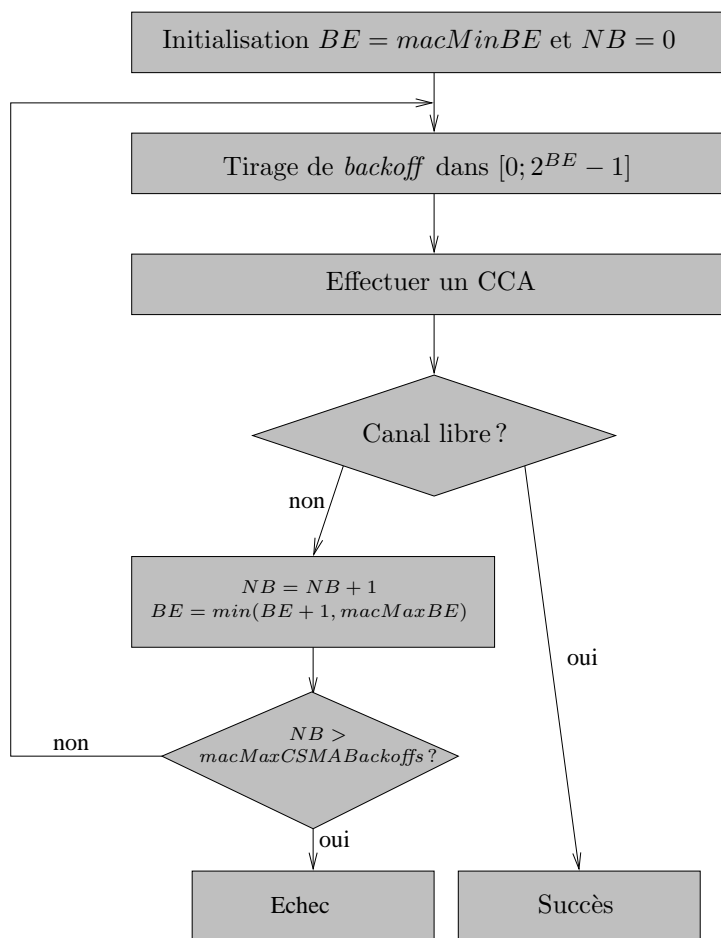 Initialisation BE = macMinBE et NB = 0
Tirage de backoff dans [0; 2^{BE} − 1]
Effectuer un CCA
Canal libre ?
non
NB = NB + 1
BE = min(BE + 1, macMaxBE)
oui
NB >
macMaxCSMABackoffs ?
non
oui
Echec
Succès